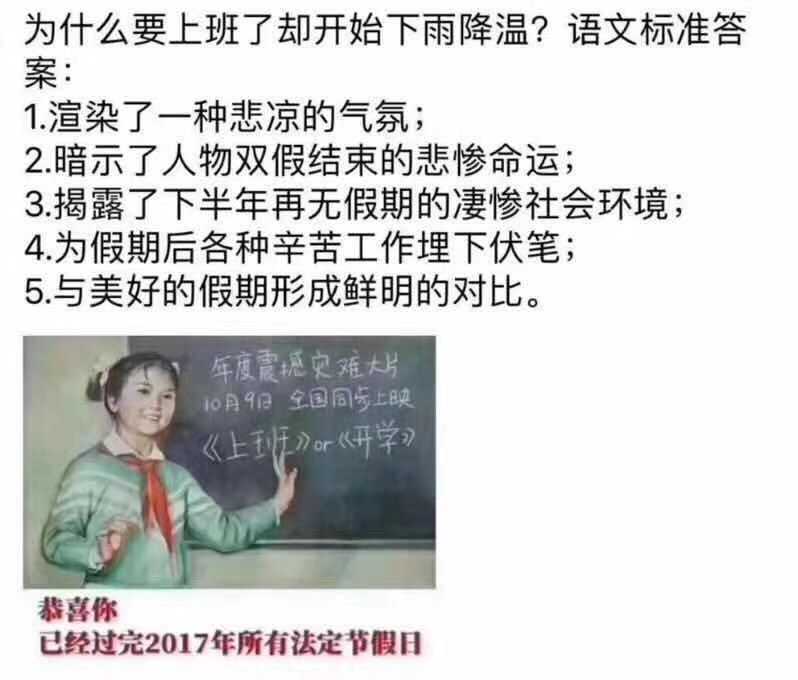 为什么要上班了却开始下雨降温？语文标准答
案：
1.渲染了一种悲凉的气氛；
2.暗示了人物双假结束的悲惨命运；
3.揭露了下半年再无假期的凄惨社会环境；
4.为假期后各种辛苦工作埋下伏笔；
5.与美好的假期形成鲜明的对比。
年度震撼灾难大片
10月9日 全国同步上映
《上班》or《开学》
恭喜你
已经过完2017年所有法定节假日